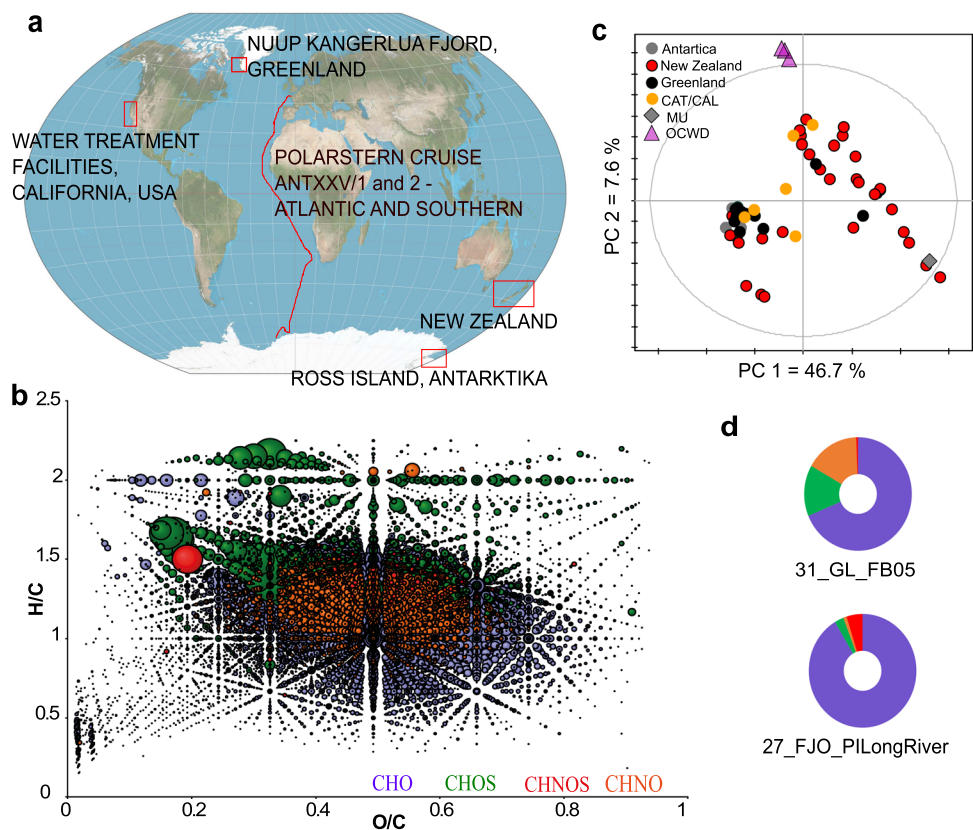 a
NUUP KANGERLUA FJORD,
GREENLAND
WATER TREATMENT
FACILITIES,
CALIFORNIA, USA
POLARSTERN CRUISE
ANTXXV/1 and 2 -
ATLANTIC AND SOUTHERN
NEW ZEALAND
ROSS ISLAND, ANTARKTIKA
c
Antartica
New Zealand
Greenland
CAT/CAL
MU
OCWD
PC 2 = 7.6 %
PC 1 = 46.7 %
b
2.5
2
1.5
1
0.5
0
H/C
CHO CHOS CHNOS CHNO
0 0.2 0.4 0.6 0.8 1
O/C
d
31_GL_FB05
27_FJO_PILongRiver